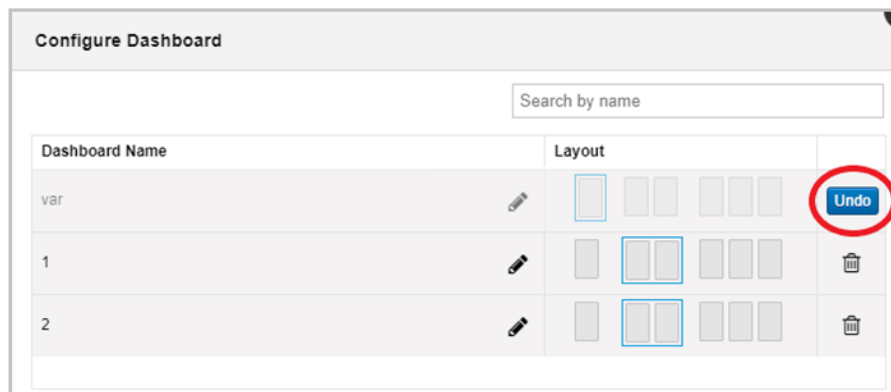 Configure Dashboard
Search by name
Dashboard Name Layout
var Undo
1
2